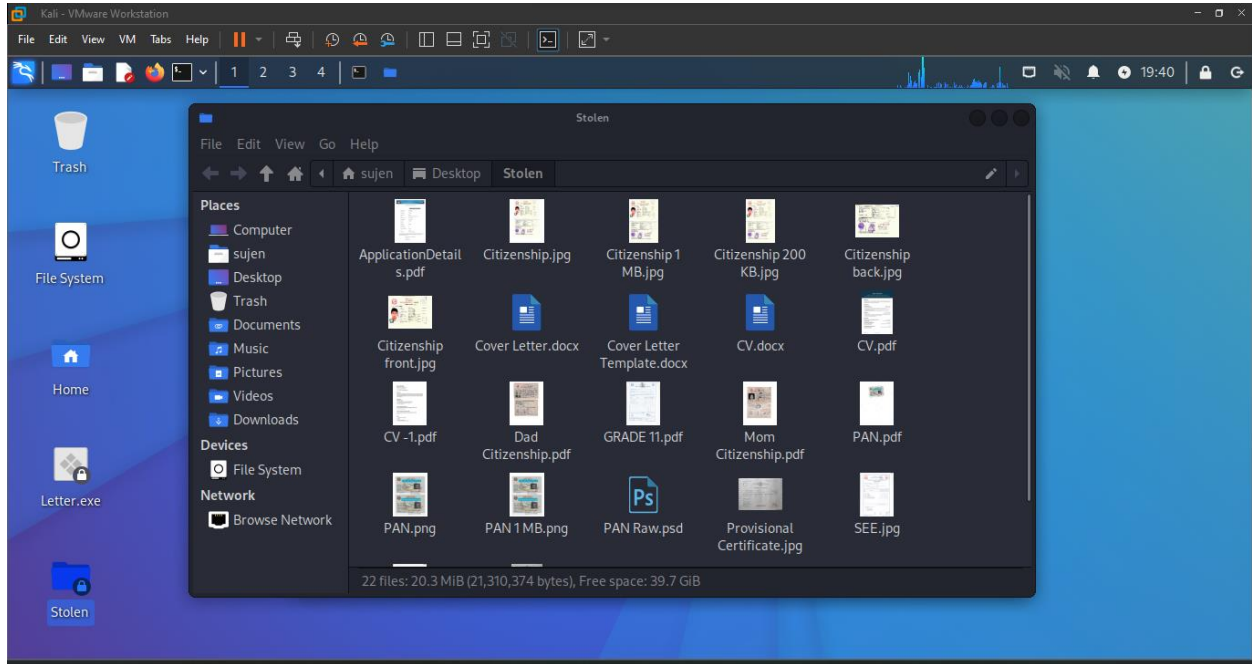 Kali - VMware Workstation
File Edit View VM Tabs Help
1 2 3 4
19:40
Trash
File System
Home
Letter.exe
Stolen
Stolen
File Edit View Go Help
sujen Desktop Stolen
Places
Computer
sujen
Desktop
Trash
Documents
Music
Pictures
Videos
Downloads
Devices
File System
Network
Browse Network
ApplicationDetail
s.pdf
Citizenship.jpg
Citizenship 1
MB.jpg
Citizenship 200
KB.jpg
Citizenship
back.jpg
Citizenship
front.jpg
Cover Letter.docx
Cover Letter
Template.docx
CV.docx
CV.pdf
CV -1.pdf
Dad
Citizenship.pdf
GRADE 11.pdf
Mom
Citizenship.pdf
PAN.pdf
PAN.png
PAN 1 MB.png
Ps
PAN Raw.psd
Provisional
Certificate.jpg
SEE.jpg
22 files: 20.3 MiB (21,310,374 bytes), Free space: 39.7 GiB